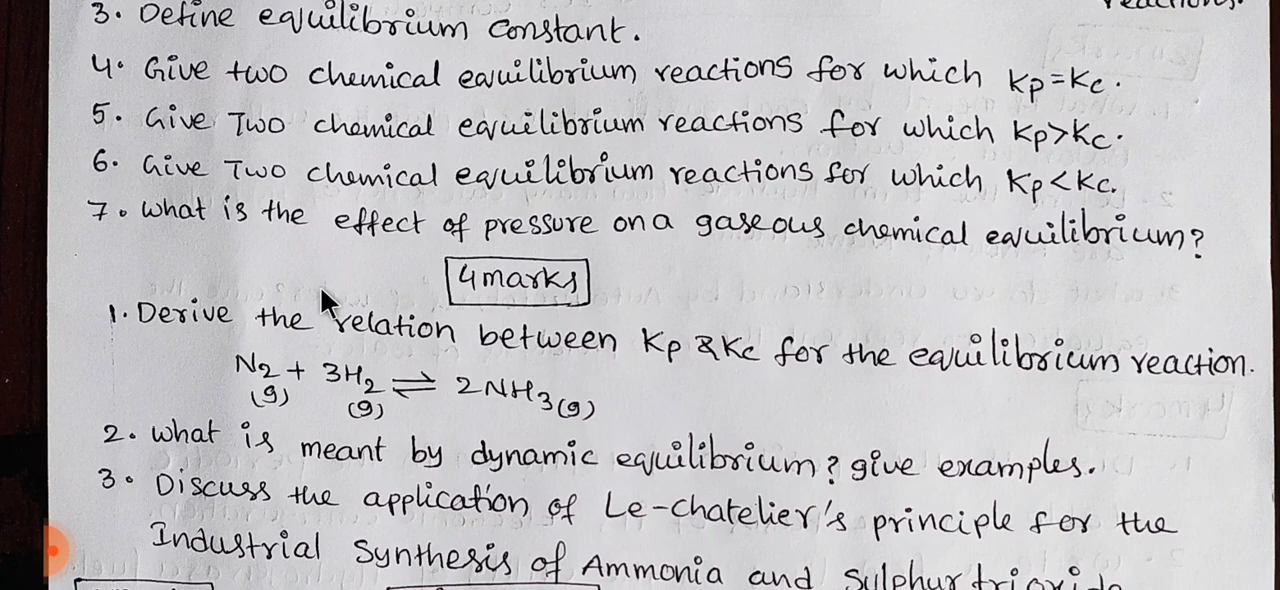 reactions.
3. Define equilibrium constant.
4. Give two chemical equilibrium reactions for which Kp=Kc.
5. Give Two chemical equilibrium reactions for which Kp>Kc.
6. Give Two chemical equilibrium reactions for which Kp<Kc.
7. What is the effect of pressure on a gaseous chemical equilibrium?
4marks
1. Derive the relation between Kp & Kc for the equilibrium reaction.
N2 + 3H2 ⇌ 2NH3(g)
(g) (g)
2. What is meant by dynamic equilibrium? give examples.
3. Discuss the application of Le-chatelier's principle for the
Industrial Synthesis of Ammonia and Sulphur trioxide